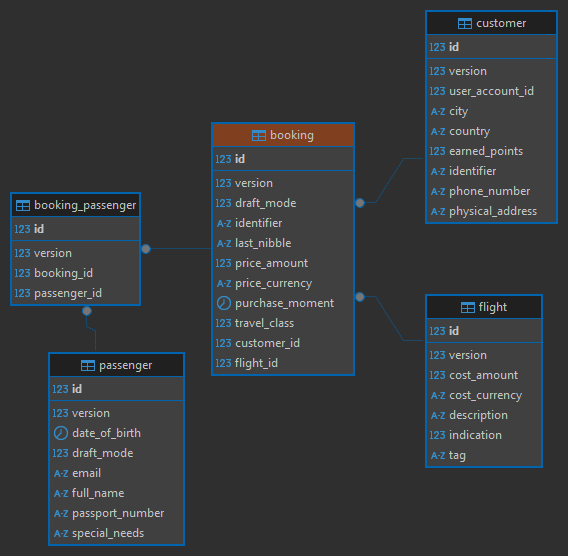 customer
123 id
123 version
123 user_account_id
A-Z city
A-Z country
123 earned_points
A-Z identifier
A-Z phone_number
A-Z physical_address
booking
123 id
123 version
123 draft_mode
A-Z identifier
A-Z last_nibble
123 price_amount
A-Z price_currency
purchase_moment
123 travel_class
123 customer_id
123 flight_id
booking_passenger
123 id
123 version
123 booking_id
123 passenger_id
flight
123 id
123 version
123 cost_amount
A-Z cost_currency
A-Z description
123 indication
A-Z tag
passenger
123 id
123 version
date_of_birth
123 draft_mode
A-Z email
A-Z full_name
A-Z passport_number
A-Z special_needs